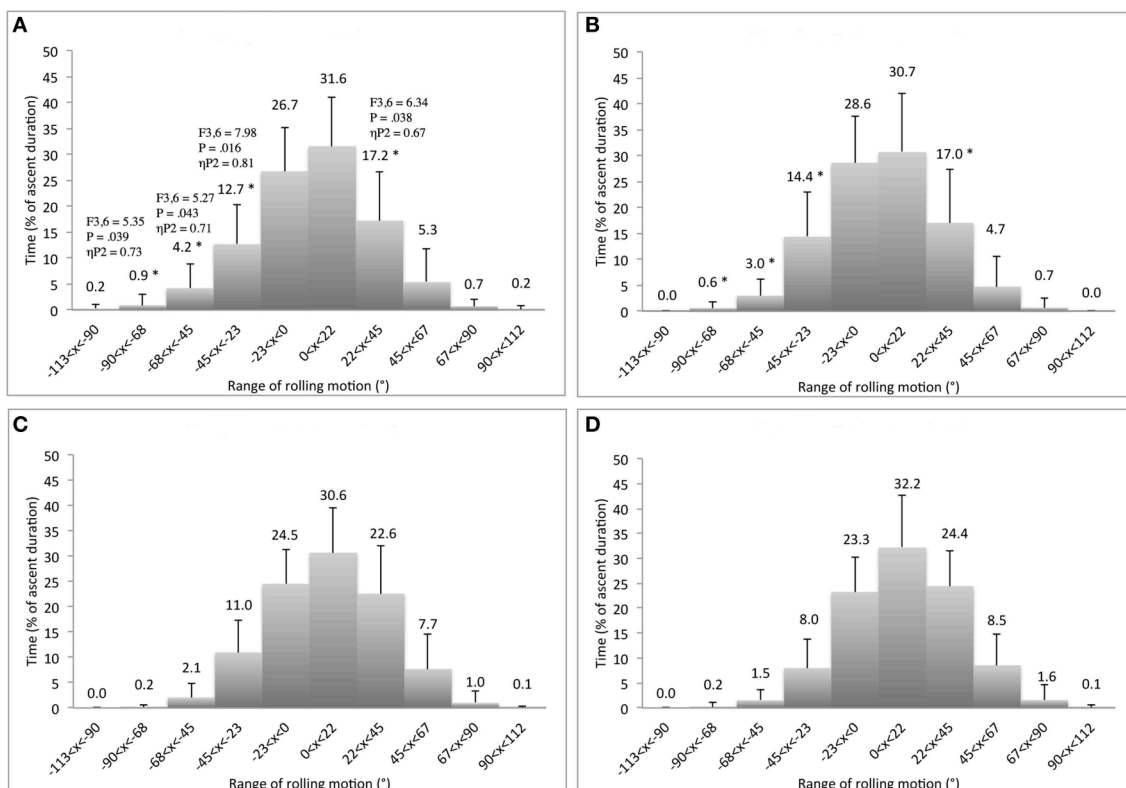 A
50
45
40
35
30
25
20
15
10
5
0
Time (% of ascent duration)
F3,6 = 5.35
P = .039
ηP2 = 0.73
F3,6 = 5.27
P = .043
ηP2 = 0.71
F3,6 = 7.98
P = .016
ηP2 = 0.81
F3,6 = 6.34
P = .038
ηP2 = 0.67
0.2
0.9 *
4.2 *
12.7 *
26.7
31.6
17.2 *
5.3
0.7
0.2
-113<x<-90
-90<x<-68
-68<x<-45
-45<x<-23
-23<x<0
0<x<22
22<x<45
45<x<67
67<x<90
90<x<112
Range of rolling motion (°)
B
50
45
40
35
30
25
20
15
10
5
0
Time (% of ascent duration)
0.0
0.6 *
3.0 *
14.4 *
28.6
30.7
17.0 *
4.7
0.7
0.0
-113<x<-90
-90<x<-68
-68<x<-45
-45<x<-23
-23<x<0
0<x<22
22<x<45
45<x<67
67<x<90
90<x<112
Range of rolling motion (°)
C
50
45
40
35
30
25
20
15
10
5
0
Time (% of ascent duration)
0.0
0.2
2.1
11.0
24.5
30.6
22.6
7.7
1.0
0.1
-113<x<-90
-90<x<-68
-68<x<-45
-45<x<-23
-23<x<0
0<x<22
22<x<45
45<x<67
67<x<90
90<x<112
Range of rolling motion (°)
D
50
45
40
35
30
25
20
15
10
5
0
Time (% of ascent duration)
0.0
0.2
1.5
8.0
23.3
32.2
24.4
8.5
1.6
0.1
-113<x<-90
-90<x<-68
-68<x<-45
-45<x<-23
-23<x<0
0<x<22
22<x<45
45<x<67
67<x<90
90<x<112
Range of rolling motion (°)